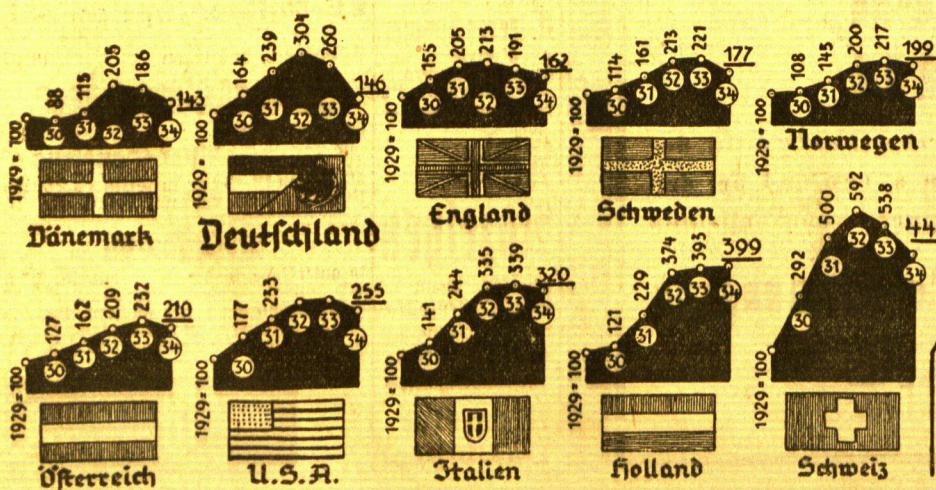 1929 = 100 88 115 205 186 143
30 31 32 33 34
Dänemark
1929 = 100 164 239 304 260 146
30 31 32 33 34
Deutschland
1929 = 100 155 205 213 191 162
30 31 32 33 34
England
1929 = 100 114 161 213 221 177
30 31 32 33 34
Schweden
1929 = 100 108 145 200 217 199
30 31 32 33 34
Norwegen
1929 = 100 127 162 209 232 210
30 31 32 33 34
Österreich
1929 = 100 177 233 255
30 31 32 33 34
U.S.A.
1929 = 100 141 244 335 339 320
30 31 32 33 34
Italien
1929 = 100 121 229 374 393 399
30 31 32 33 34
Holland
1929 = 100 292 500 592 538 44
30 31 32 33 34
Schweiz